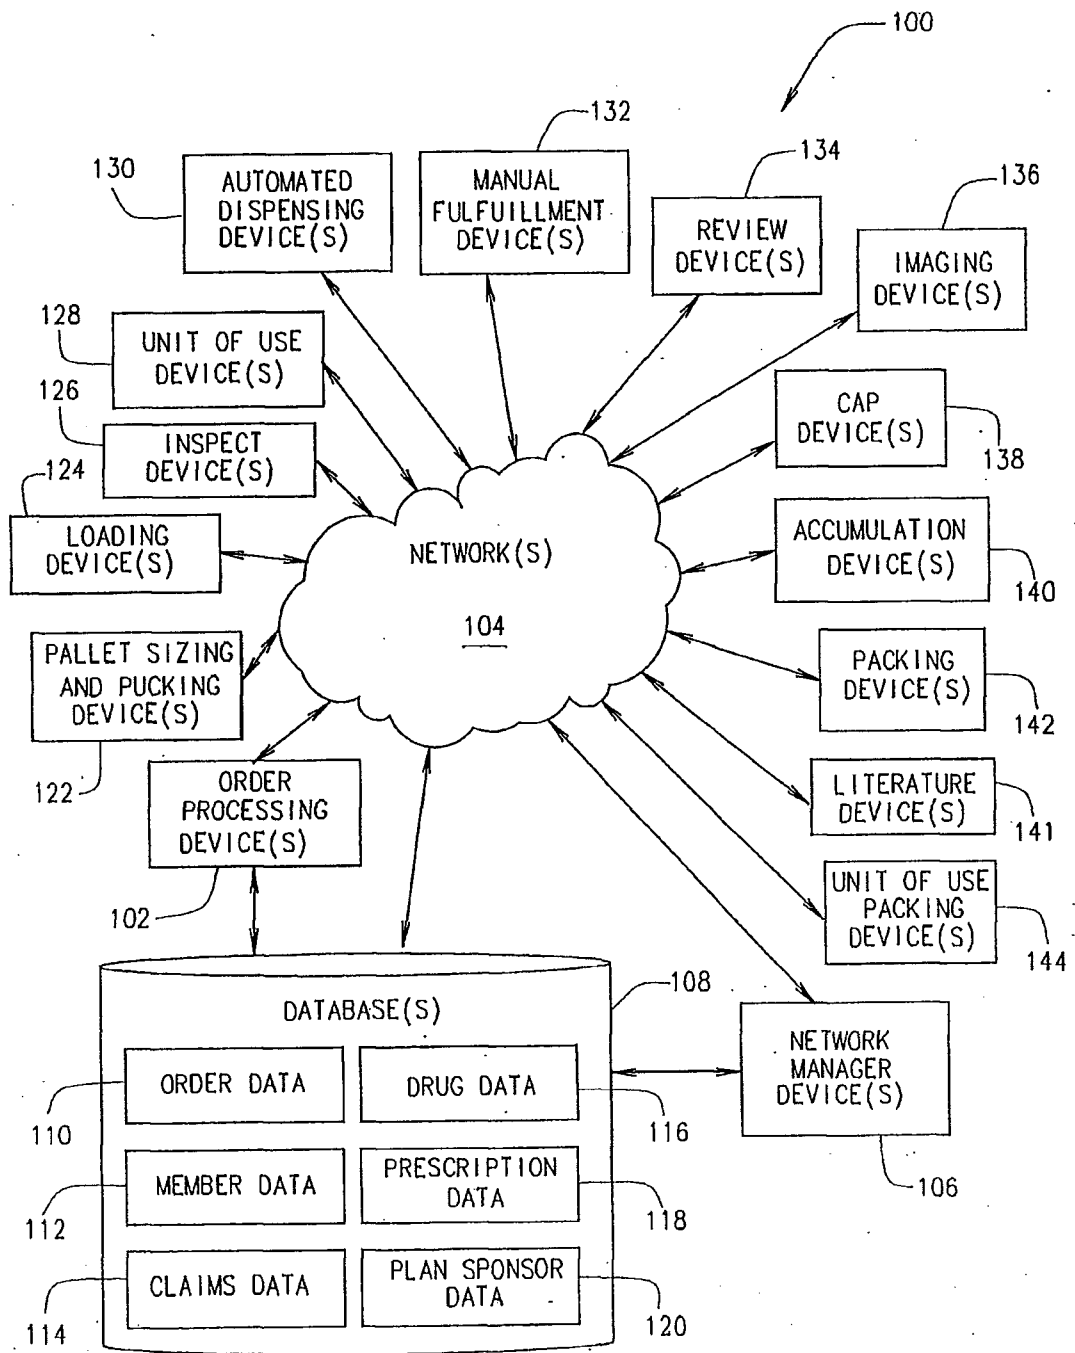 100
132
134
136
130
AUTOMATED
DISPENSING
DEVICE(S)
MANUAL
FULFUILLMENT
DEVICE(S)
REVIEW
DEVICE(S)
IMAGING
DEVICE(S)
128
UNIT OF USE
DEVICE(S)
126
INSPECT
DEVICE(S)
CAP
DEVICE(S)
138
124
LOADING
DEVICE(S)
NETWORK(S)
104
ACCUMULATION
DEVICE(S)
140
PALLET SIZING
AND PUCKING
DEVICE(S)
122
PACKING
DEVICE(S)
142
ORDER
PROCESSING
DEVICE(S)
102
LITERATURE
DEVICE(S)
141
UNIT OF USE
PACKING
DEVICE(S)
144
108
DATABASE(S)
NETWORK
MANAGER
DEVICE(S)
106
ORDER DATA
110
DRUG DATA
116
MEMBER DATA
112
PRESCRIPTION
DATA
118
CLAIMS DATA
114
PLAN SPONSOR
DATA
120